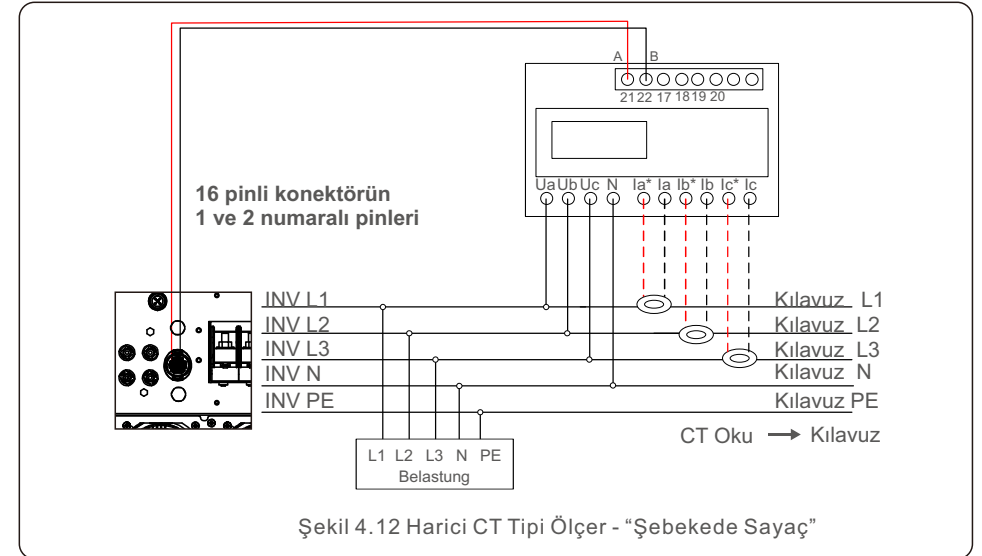 A B
21 22 17 18 19 20
Ua Ub Uc N Ia* Ia Ib* Ib Ic* Ic
16 pinli konektörün
1 ve 2 numaralı pinleri
INV L1 Kılavuz L1
INV L2 Kılavuz L2
INV L3 Kılavuz L3
INV N Kılavuz N
INV PE Kılavuz PE
CT Oku → Kılavuz
L1 L2 L3 N PE
Belastung
Şekil 4.12 Harici CT Tipi Ölçer - “Şebekede Sayaç”